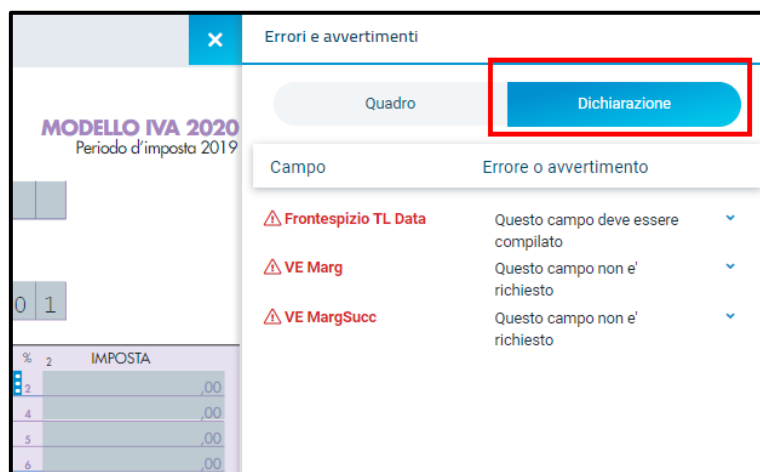 Errori e avvertimenti
Quadro
Dichiarazione
Campo
Errore o avvertimento
Frontespizio TL Data
Questo campo deve essere
compilato
VE Marg
Questo campo non e'
richiesto
VE MargSucc
Questo campo non e'
richiesto
MODELLO IVA 2020
Periodo d'imposta 2019
0 1
% 2 IMPOSTA
2 ,00
4 ,00
5 ,00
6 ,00